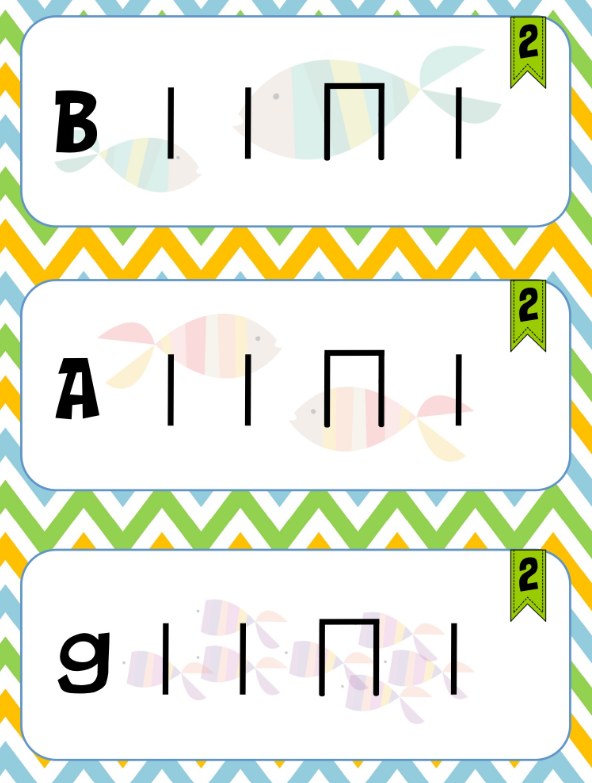 2
B | | ⊓ |
2
A | | ⊓ |
2
g | | ⊓ |